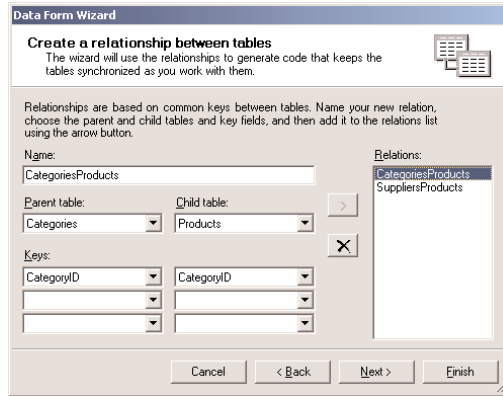 Data Form Wizard
Create a relationship between tables
The wizard will use the relationships to generate code that keeps the
tables synchronized as you work with them.
Relationships are based on common keys between tables. Name your new relation,
choose the parent and child tables and key fields, and then add it to the relations list
using the arrow button.
Name:
CategoriesProducts
Relations:
CategoriesProducts
SuppliersProducts
Parent table: Child table:
Categories Products
>
X
Keys:
CategoryID CategoryID
Cancel < Back Next > Finish